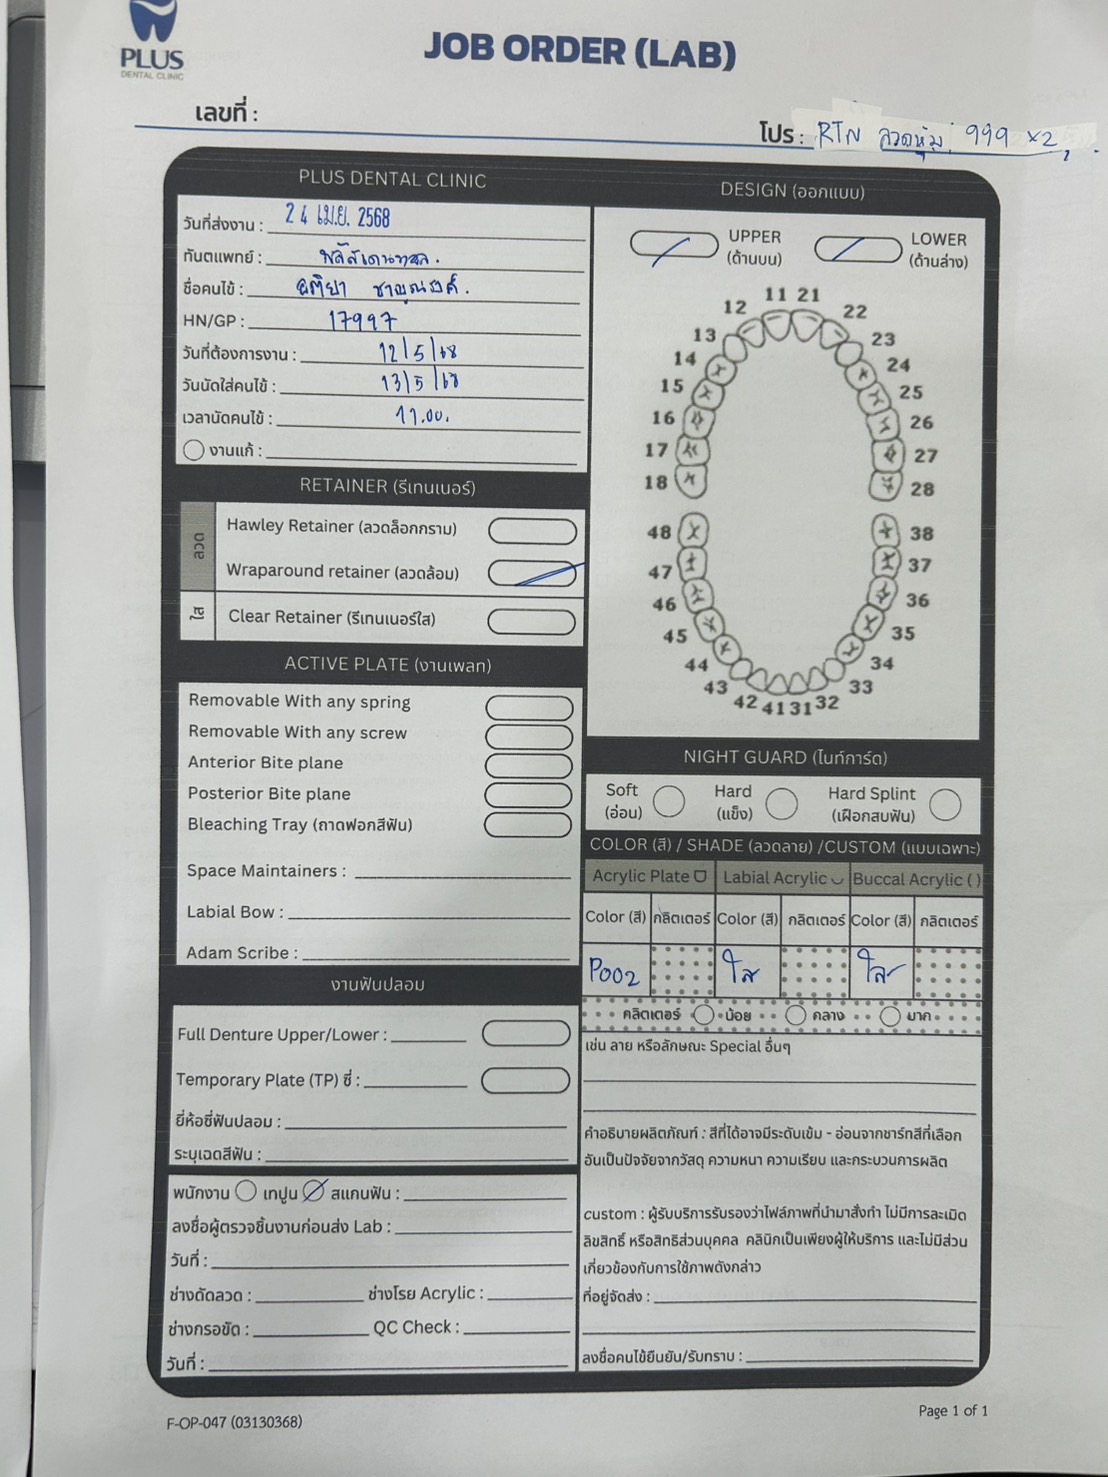 PLUS
DENTAL CLINIC
JOB ORDER (LAB)
เลขที่ :
โปร : RTN ลวดหุ้ม 999 x2,
PLUS DENTAL CLINIC
วันที่ส่งงาน : 24 เม.ย. 2568
ทันตแพทย์ :
ชื่อคนไข้ :
HN/GP : 17997
วันที่ต้องการงาน : 12/5/68
วันนัดใส่คนไข้ : 13/5/68
เวลานัดคนไข้ : 11.00.
งานแก้ :
RETAINER (รีเทนเนอร์)
ลวด
Hawley Retainer (ลวดล็อกกราม)
Wraparound retainer (ลวดล้อม)
ใส
Clear Retainer (รีเทนเนอร์ใส)
ACTIVE PLATE (งานเพลท)
Removable With any spring
Removable With any screw
Anterior Bite plane
Posterior Bite plane
Bleaching Tray (ถาดฟอกสีฟัน)
Space Maintainers :
Labial Bow :
Adam Scribe :
งานฟันปลอม
Full Denture Upper/Lower :
Temporary Plate (TP) ซี่ :
ยี่ห้อซี่ฟันปลอม :
ระบุเฉดสีฟัน :
พนักงาน เทปูน สแกนฟัน :
ลงชื่อผู้ตรวจชิ้นงานก่อนส่ง Lab :
วันที่ :
ช่างดัดลวด : ช่างโรย Acrylic :
ช่างกรอขัด : QC Check :
วันที่ :
DESIGN (ออกแบบ)
UPPER
(ด้านบน)
LOWER
(ด้านล่าง)
11 21
12 22
13 23
14 24
15 25
16 26
17 27
18 28
48 38
47 37
46 36
45 35
44 34
43 33
42 41 31 32
NIGHT GUARD (ไนท์การ์ด)
Soft
(อ่อน)
Hard
(แข็ง)
Hard Splint
(เฝือกสบฟัน)
COLOR (สี) / SHADE (ลวดลาย) /CUSTOM (แบบเฉพาะ)
Acrylic Plate Labial Acrylic Buccal Acrylic ()
Color (สี) กลิตเตอร์ Color (สี) กลิตเตอร์ Color (สี) กลิตเตอร์
P002 ใส ใส
คลิตเตอร์ น้อย กลาง มาก
เช่น ลาย หรือลักษณะ Special อื่นๆ
คำอธิบายผลิตภัณฑ์ : สีที่ได้อาจมีระดับเข้ม - อ่อนจากชาร์ทสีที่เลือก
อันเป็นปัจจัยจากวัสดุ ความหนา ความเรียบ และกระบวนการผลิต
custom : ผู้รับบริการรับรองว่าไฟล์ภาพที่นำมาสั่งทำ ไม่มีการละเมิด
ลิขสิทธิ์ หรือสิทธิส่วนบุคคล คลินิกเป็นเพียงผู้ให้บริการ และไม่มีส่วน
เกี่ยวข้องกับการใช้ภาพดังกล่าว
ที่อยู่จัดส่ง :
ลงชื่อคนไข้ยืนยัน/รับทราบ :
F-OP-047 (03130368)
Page 1 of 1